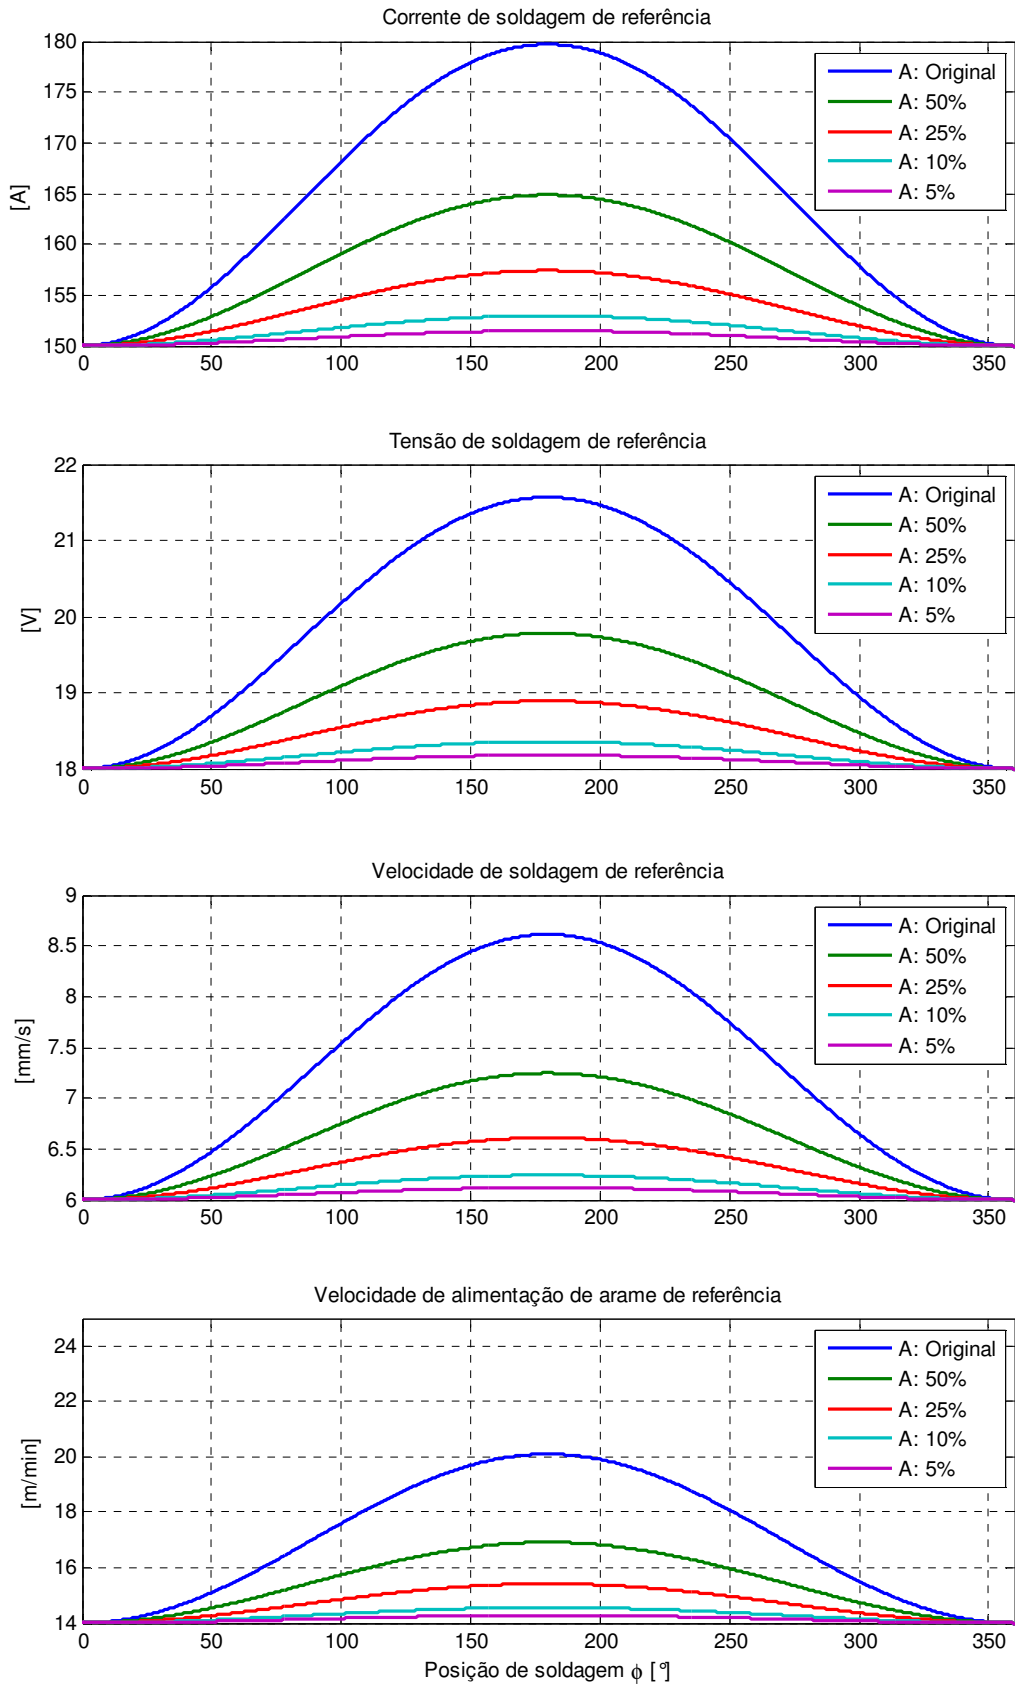 Corrente de soldagem de referência
180
175
170
165
160
155
150
[A]
0 50 100 150 200 250 300 350
A: Original
A: 50%
A: 25%
A: 10%
A: 5%
Tensão de soldagem de referência
22
21
20
19
18
[V]
0 50 100 150 200 250 300 350
A: Original
A: 50%
A: 25%
A: 10%
A: 5%
Velocidade de soldagem de referência
9
8.5
8
7.5
7
6.5
6
[mm/s]
0 50 100 150 200 250 300 350
A: Original
A: 50%
A: 25%
A: 10%
A: 5%
Velocidade de alimentação de arame de referência
24
22
20
18
16
14
[m/min]
0 50 100 150 200 250 300 350
A: Original
A: 50%
A: 25%
A: 10%
A: 5%
Posição de soldagem ϕ [°]